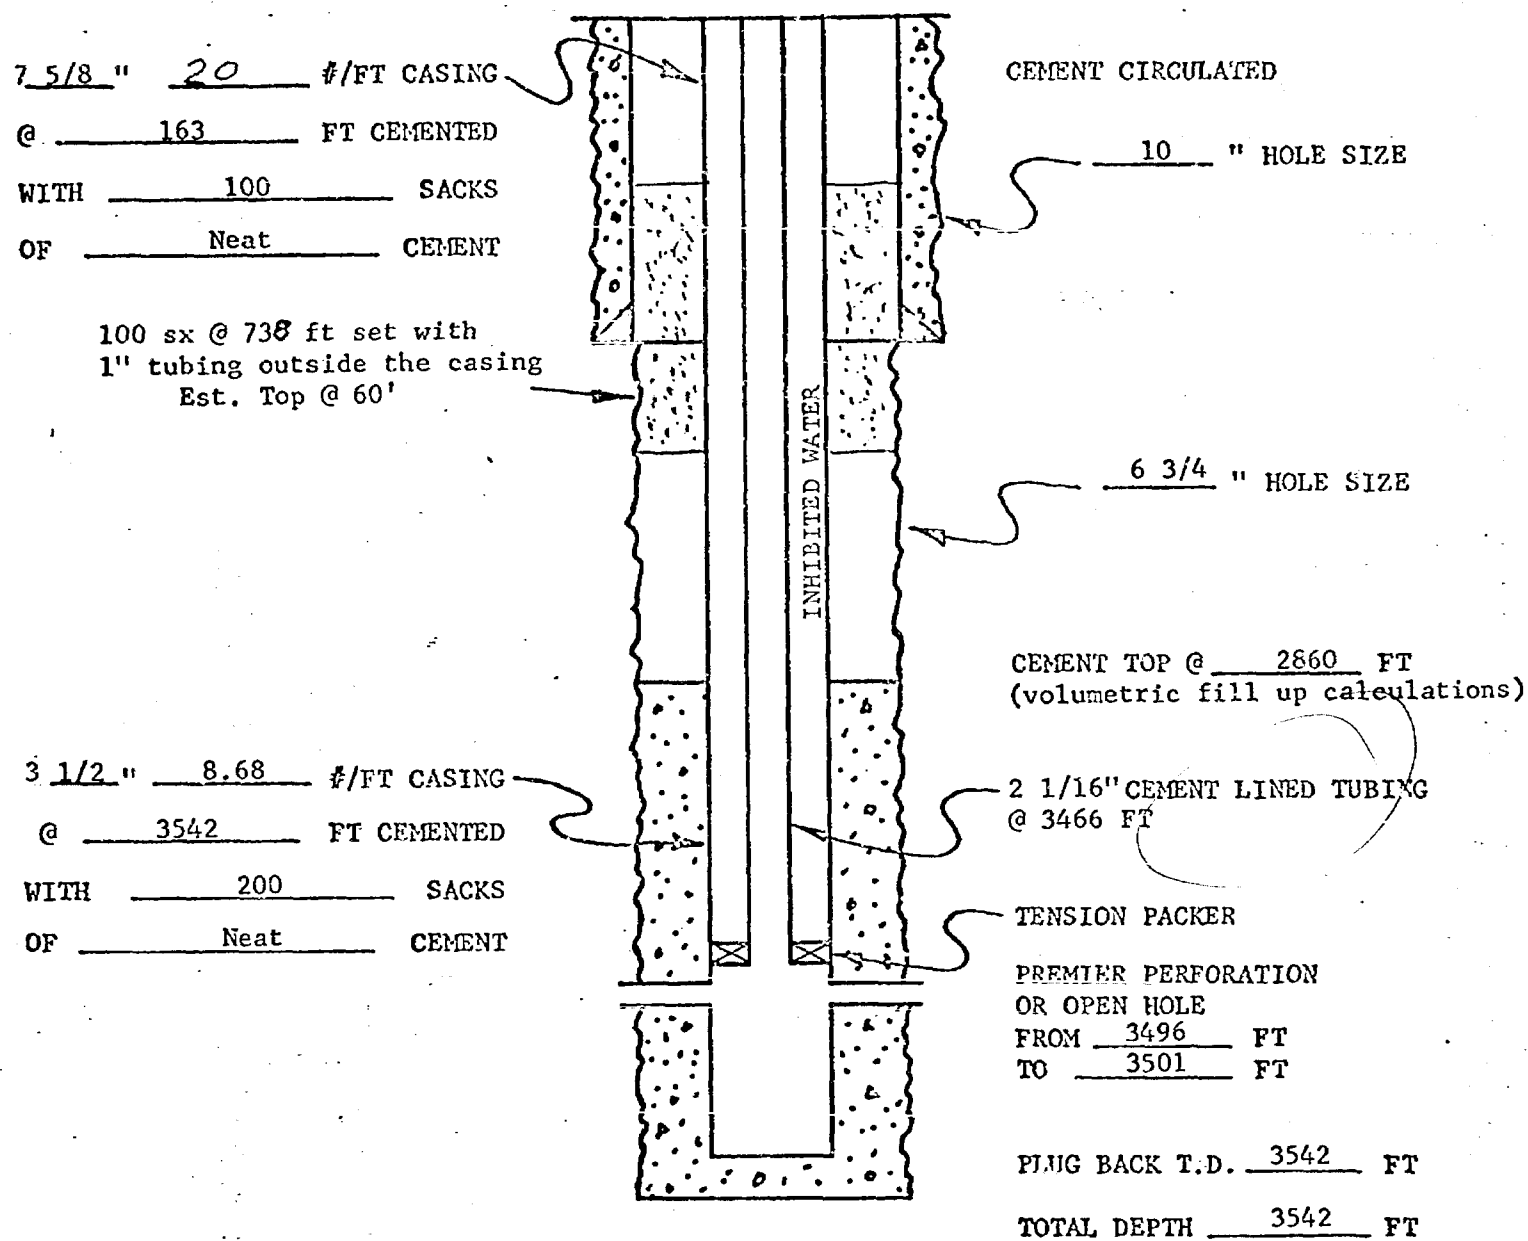 7 5/8 " 20 #/FT CASING
@ 163 FT CEMENTED
WITH 100 SACKS
OF Neat CEMENT
100 sx @ 738 ft set with
1" tubing outside the casing
Est. Top @ 60'
3 1/2 " 8.68 #/FT CASING
@ 3542 FT CEMENTED
WITH 200 SACKS
OF Neat CEMENT
INHIBITED WATER
CEMENT CIRCULATED
10 " HOLE SIZE
6 3/4 " HOLE SIZE
CEMENT TOP @ 2860 FT
(volumetric fill up calculations)
2 1/16" CEMENT LINED TUBING
@ 3466 FT
TENSION PACKER
PREMIER PERFORATION
OR OPEN HOLE
FROM 3496 FT
TO 3501 FT
PLUG BACK T.D. 3542 FT
TOTAL DEPTH 3542 FT